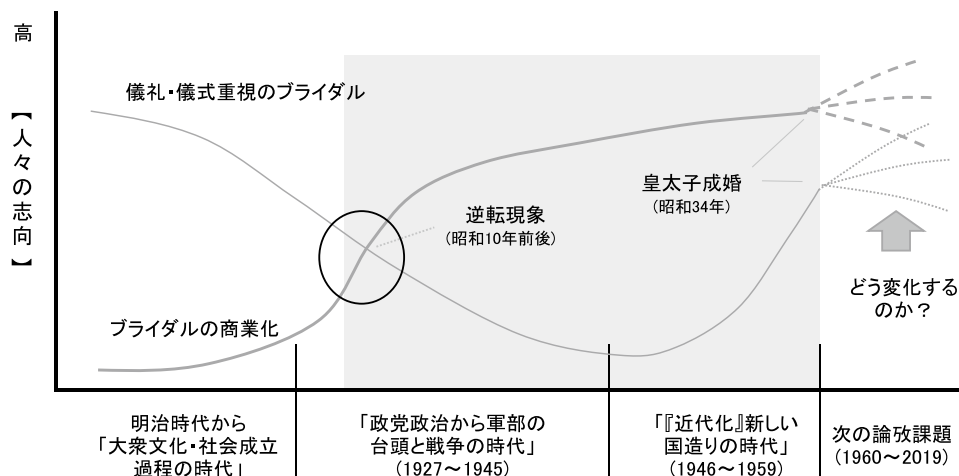 高
【人々の志向】
儀礼・儀式重視のブライダル
ブライダルの商業化
逆転現象
(昭和10年前後)
皇太子成婚
(昭和34年)
どう変化する
のか？
明治時代から
「大衆文化・社会成立
過程の時代」
「政党政治から軍部の
台頭と戦争の時代」
(1927～1945)
「『近代化』新しい
国造りの時代」
(1946～1959)
次の論攷課題
(1960～2019)